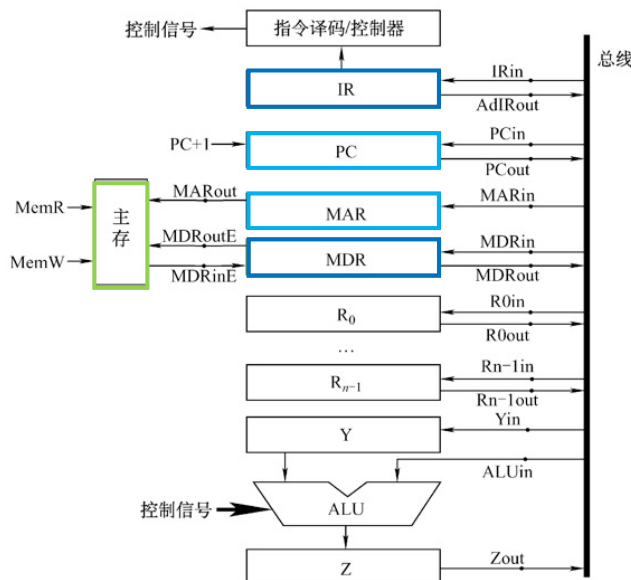 控制信号
指令译码/控制器
总线
IRin
IR
AdIRout
PC+1
PC
PCin
PCout
MARout
MAR
MARin
MemR
主存
MDRoutE
MDR
MDRin
MemW
MDRinE
MDRout
R0in
R₀
R0out
…
Rn-1in
Rₙ₋₁
Rn-1out
Yin
Y
ALUin
控制信号
ALU
Zout
Z